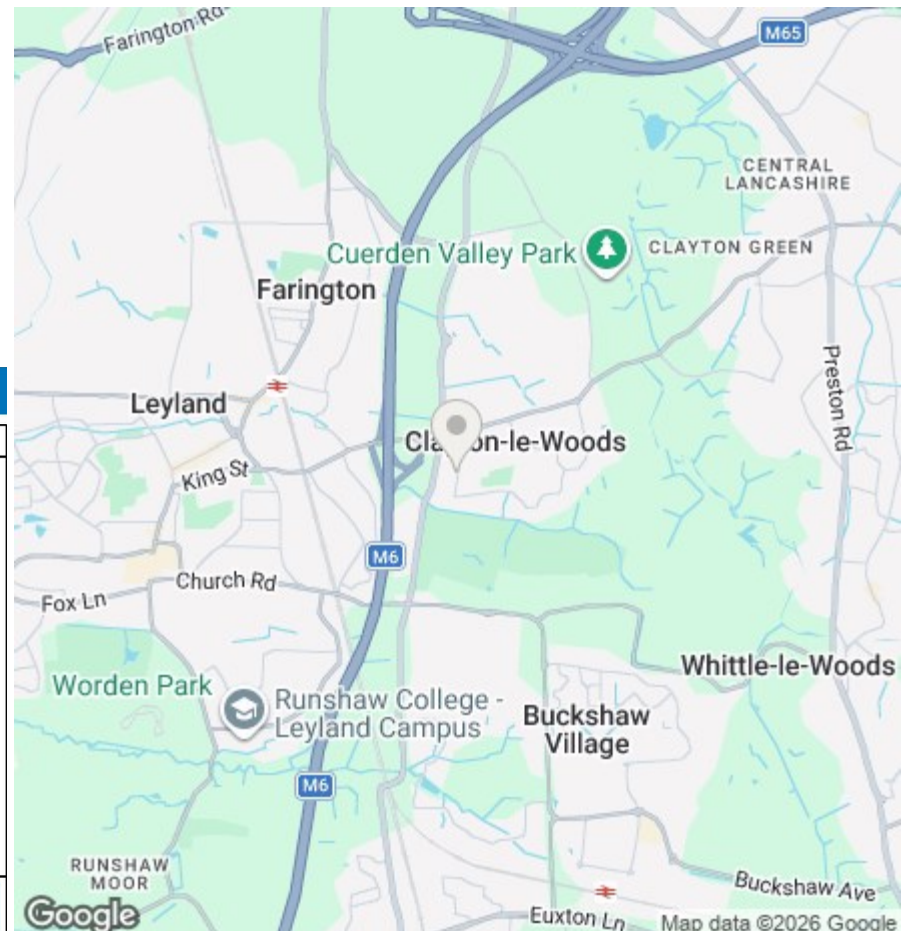 Farington Rd
M65
CENTRAL
LANCASHIRE
Cuerden Valley Park
CLAYTON GREEN
Farington
Preston Rd
Leyland
Clayton-le-Woods
King St
M6
Church Rd
Fox Ln
Whittle-le-Woods
Worden Park
Runshaw College -
Leyland Campus
Buckshaw
Village
M6
RUNSHAW
MOOR
Buckshaw Ave
Google
Euxton Ln
Map data ©2026 Google